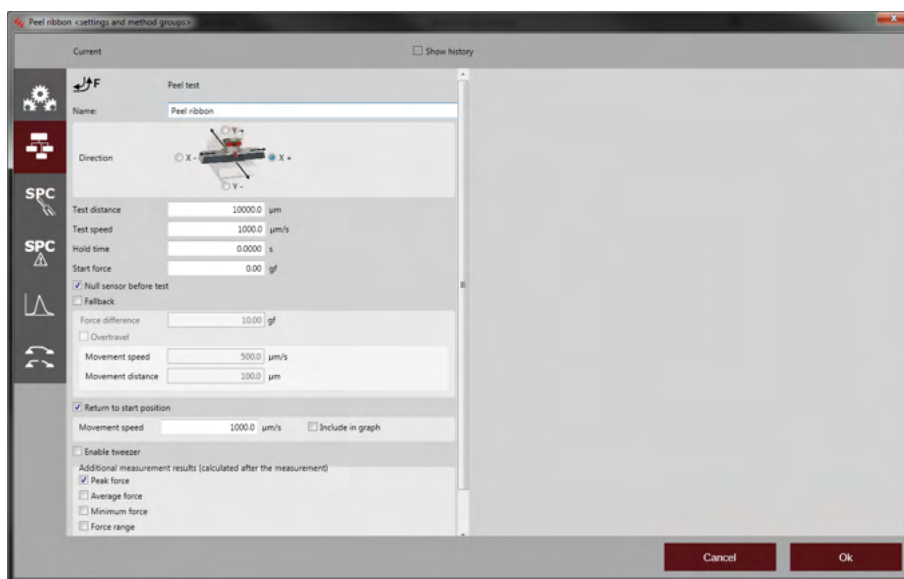 Peel ribbon <settings and method groups>
Current
Show history
F
Peel test
Name:
Peel ribbon
Y +
Direction
X -
X +
Y -
SPC
Test distance
10000.0 µm
Test speed
1000.0 µm/s
SPC
Hold time
0.0000 s
Start force
0.00 gf
Null sensor before test
Fallback
Force difference
10.00 gf
Overtravel
Movement speed
500.0 µm/s
Movement distance
100.0 µm
Return to start position
Movement speed
1000.0 µm/s
Include in graph
Enable tweezer
Additional measurement results (calculated after the measurement)
Peak force
Average force
Minimum force
Force range
Cancel
Ok